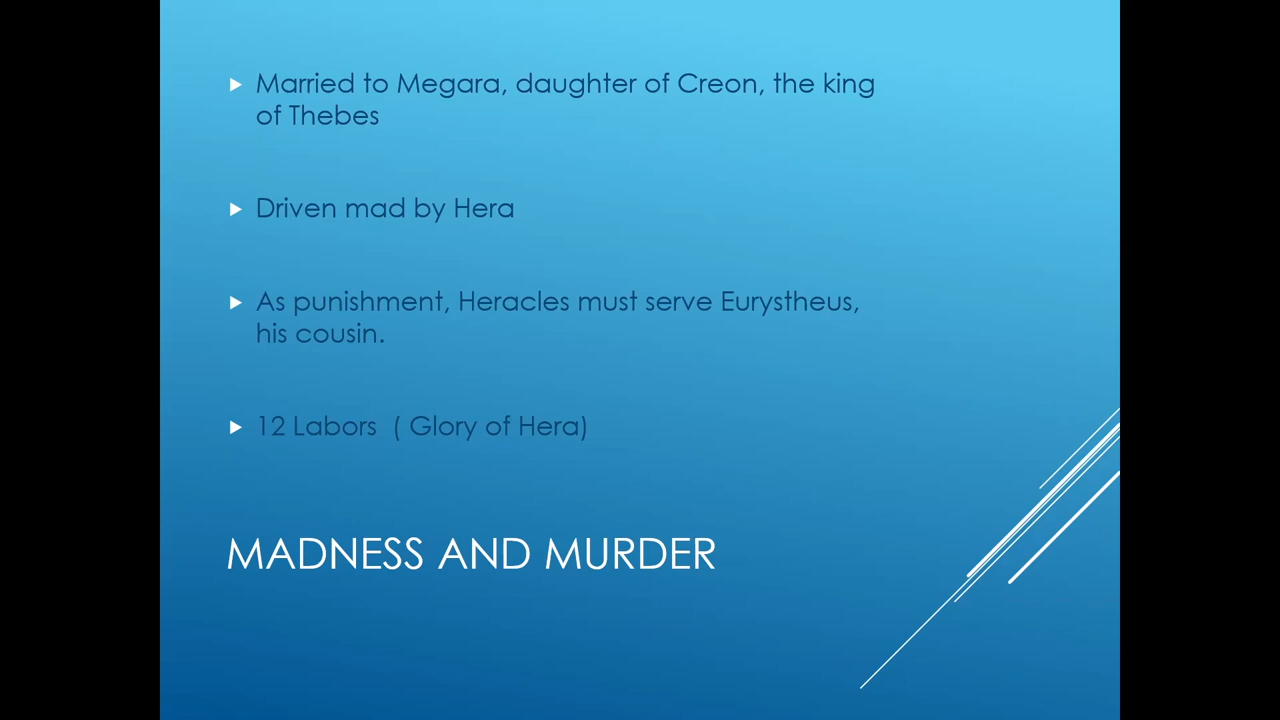 Married to Megara, daughter of Creon, the king
of Thebes
Driven mad by Hera
As punishment, Heracles must serve Eurystheus,
his cousin.
12 Labors  ( Glory of Hera)
MADNESS AND MURDER